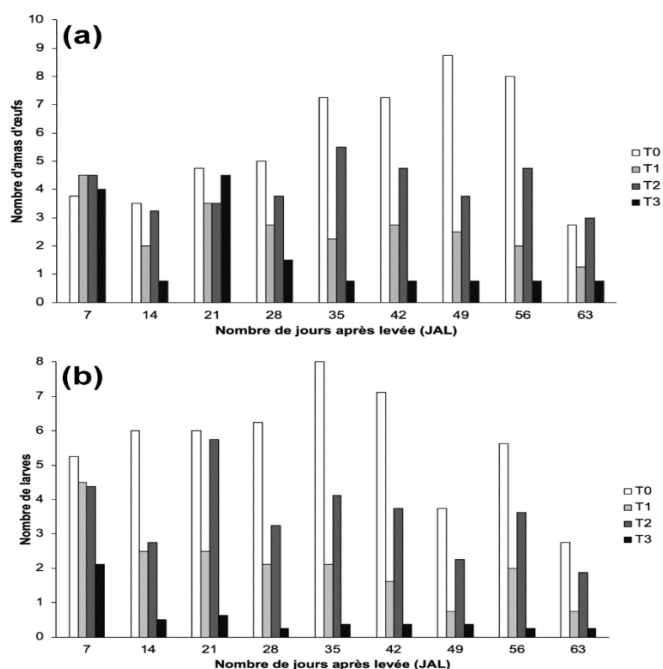 (a)
Nombre d'amas d'œufs
10
9
8
7
6
5
4
3
2
1
0
7 14 21 28 35 42 49 56 63
Nombre de jours après levée (JAL)
T0
T1
T2
T3
(b)
Nombre de larves
8
7
6
5
4
3
2
1
0
7 14 21 28 35 42 49 56 63
Nombre de jours après levée (JAL)
T0
T1
T2
T3